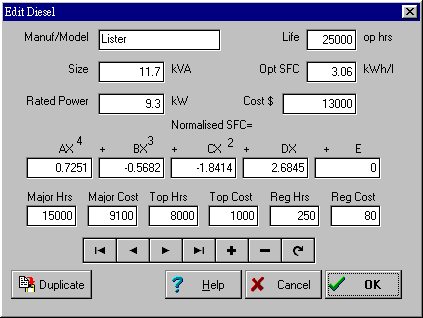 Edit Diesel
Manuf/Model Lister Life 25000 op hrs
Size 11.7 kVA Opt SFC 3.06 kWh/l
Rated Power 9.3 kW Cost $ 13000
Normalised SFC=
AX 4 + BX 3 + CX 2 + DX + E
0.7251 -0.5682 -1.8414 2.6845 0
Major Hrs Major Cost Top Hrs Top Cost Reg Hrs Reg Cost
15000 9100 8000 1000 250 80
Duplicate ? Help Cancel OK